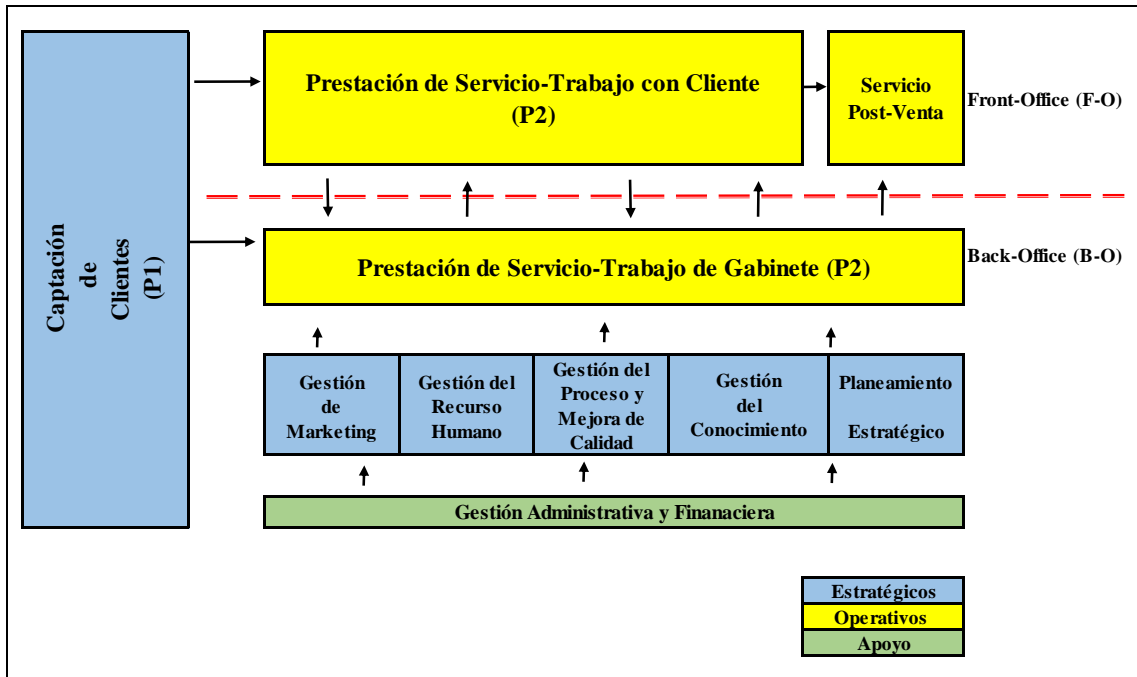 Captación
de
Clientes
(P1)
Prestación de Servicio-Trabajo con Cliente
(P2)
Servicio
Post-Venta
Front-Office (F-O)
Prestación de Servicio-Trabajo de Gabinete (P2)
Back-Office (B-O)
Gestión
de
Marketing
Gestión del
Recurso
Humano
Gestión del
Proceso y
Mejora de
Calidad
Gestión
del
Conocimiento
Planeamiento
Estratégico
Gestión Administrativa y Finanaciera
Estratégicos
Operativos
Apoyo